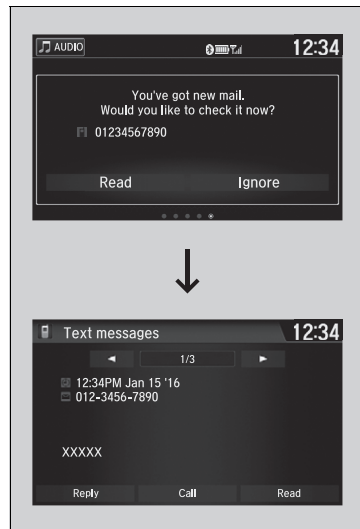 AUDIO 12:34
You've got new mail.
Would you like to check it now?
01234567890
Read Ignore
Text messages 12:34
1/3
12:34PM Jan 15 '16
012-3456-7890
XXXXX
Reply Call Read